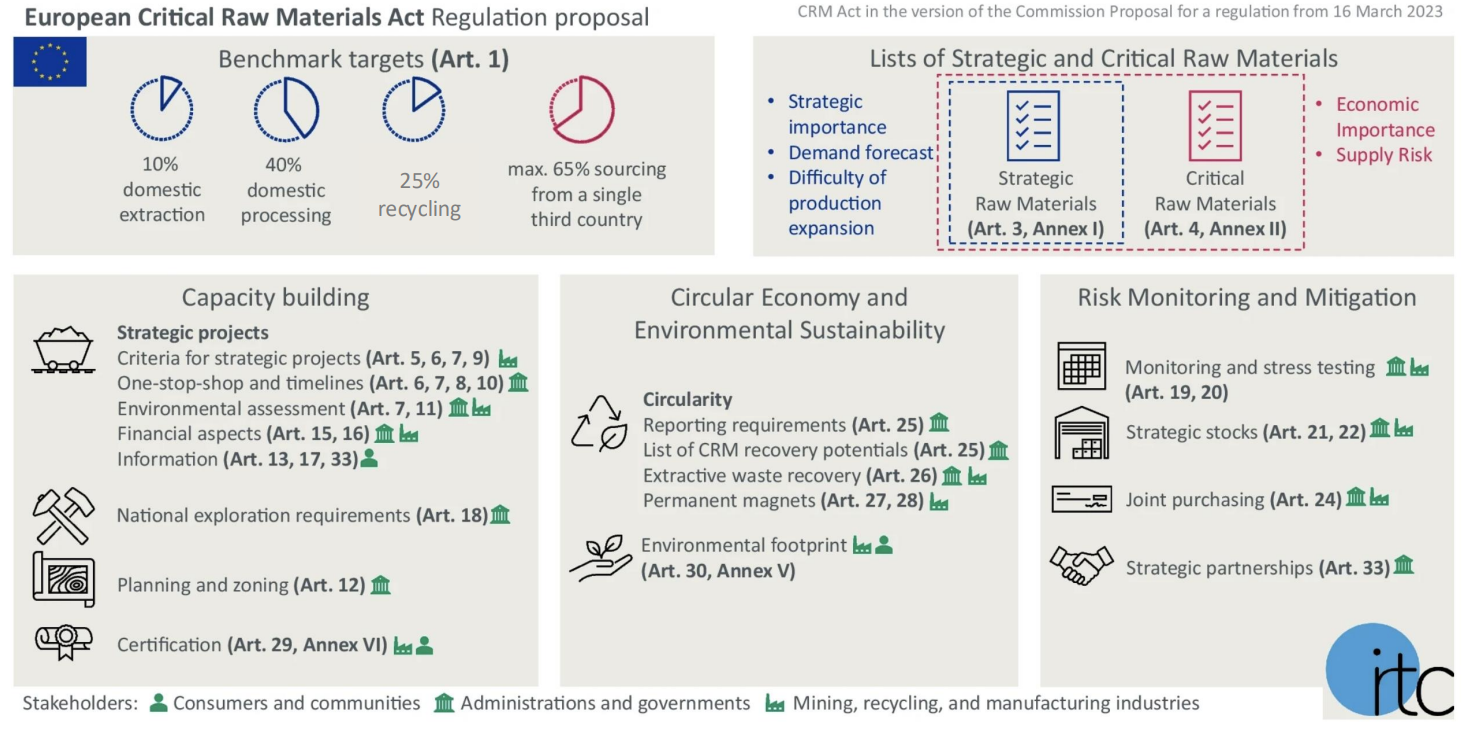 European Critical Raw Materials Act Regulation proposal
CRM Act in the version of the Commission Proposal for a regulation from 16 March 2023
Benchmark targets (Art. 1)
10%
domestic
extraction
40%
domestic
processing
25%
recycling
max. 65% sourcing
from a single
third country
Lists of Strategic and Critical Raw Materials
• Strategic
importance
• Demand forecast
• Difficulty of
production
expansion
Strategic
Raw Materials
(Art. 3, Annex I)
Critical
Raw Materials
(Art. 4, Annex II)
• Economic
Importance
• Supply Risk
Capacity building
Strategic projects
Criteria for strategic projects (Art. 5, 6, 7, 9)
One-stop-shop and timelines (Art. 6, 7, 8, 10)
Environmental assessment (Art. 7, 11)
Financial aspects (Art. 15, 16)
Information (Art. 13, 17, 33)
National exploration requirements (Art. 18)
Planning and zoning (Art. 12)
Certification (Art. 29, Annex VI)
Circular Economy and
Environmental Sustainability
Circularity
Reporting requirements (Art. 25)
List of CRM recovery potentials (Art. 25)
Extractive waste recovery (Art. 26)
Permanent magnets (Art. 27, 28)
Environmental footprint
(Art. 30, Annex V)
Risk Monitoring and Mitigation
Monitoring and stress testing
(Art. 19, 20)
Strategic stocks (Art. 21, 22)
Joint purchasing (Art. 24)
Strategic partnerships (Art. 33)
itc
Stakeholders: Consumers and communities Administrations and governments Mining, recycling, and manufacturing industries